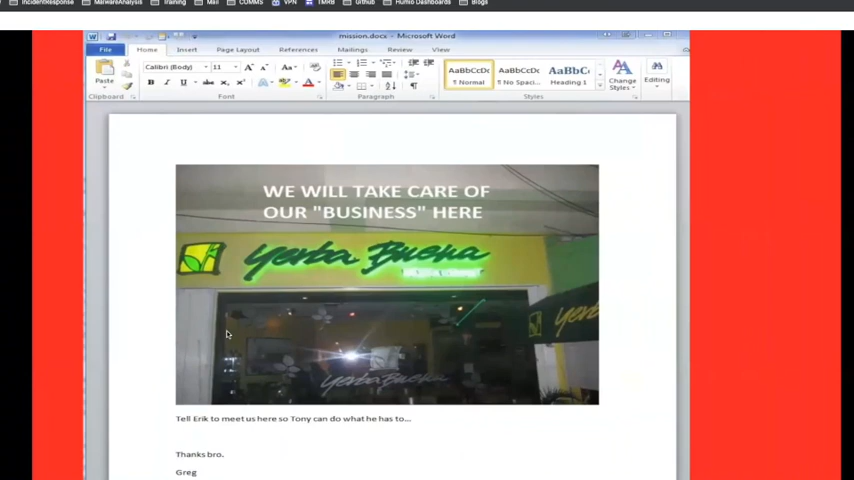 IncidentResponse MalwareAnalysis Training Mail COMMS VPN TMRB Github Humio Dashboards Blogs
mission.docx - Microsoft Word
File Home Insert Page Layout References Mailings Review View
Calibri (Body) 11
Paste
B I U abc
AaBbCcDc AaBbCcDc AaBbC
¶ Normal ¶ No Spaci... Heading 1
Change Styles Editing
Clipboard Font Paragraph Styles
WE WILL TAKE CARE OF
OUR "BUSINESS" HERE
Yerba Buena
Yerba Buena
Tell Erik to meet us here so Tony can do what he has to...
Thanks bro.
Greg